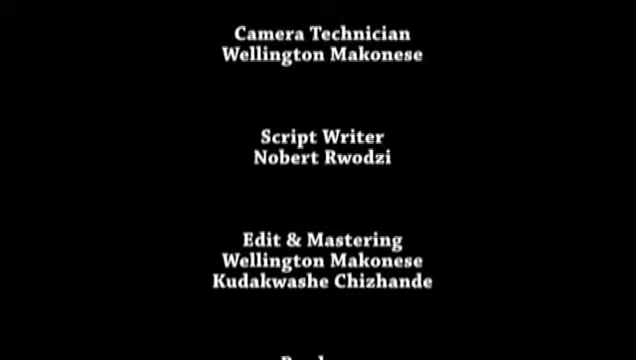 Camera Technician
Wellington Makonese
Script Writer
Nobert Rwodzi
Edit & Mastering
Wellington Makonese
Kudakwashe Chizhande